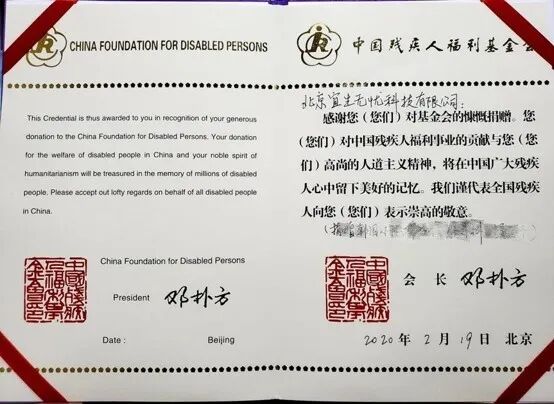 CHINA FOUNDATION FOR DISABLED PERSONS
This Credential is thus awarded to you in recognition of your generous
donation to the China Foundation for Disabled Persons. Your donation
for the welfare of disabled people in China and your noble spirit of
humanitarianism will be treasured in the memory of millions of disabled
people. Please accept out lofty regards on behalf of all disabled people
in China.
China Foundation for Disabled Persons
President 邓朴方
Date : Beijing
中国残疾人福利基金会
北京宜生无忧科技有限公司:
感谢您(您们)对基金会的慷慨捐赠。您
(您们)对中国残疾人福利事业的贡献与您(您们)
高尚的人道主义精神,将在中国广大残疾
人心中留下美好的记忆。我们谨代表全国残疾
人向您(您们)表示崇高的敬意。
会 长 邓朴方
2020 年 2 月 19 日 北京